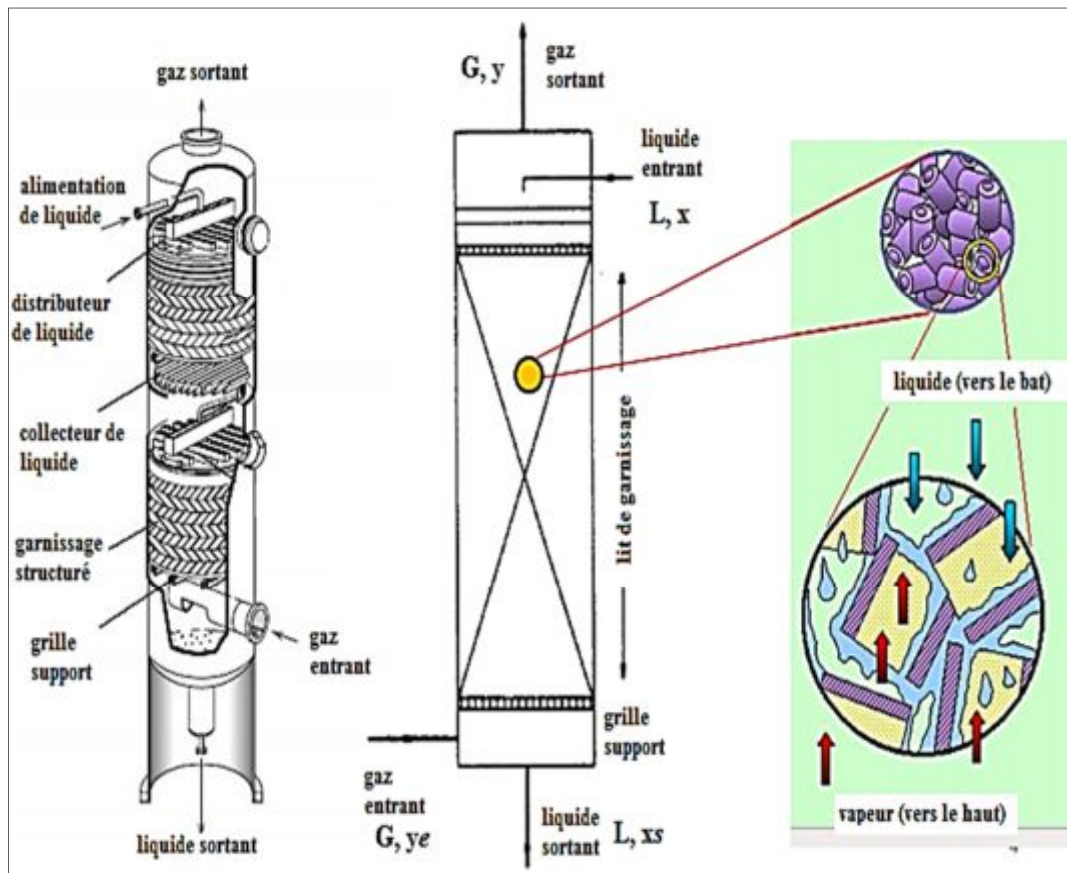 gaz sortant
alimentation
de liquide
distributeur
de liquide
collecteur de
liquide
garnissage
structuré
grille
support
gaz
entrant
liquide sortant
G, y
gaz
sortant
liquide
entrant
L, x
lit de garnissage
grille
support
gaz
entrant
G, ye
liquide
sortant
L, xs
liquide (vers le bat)
vapeur (vers le haut)